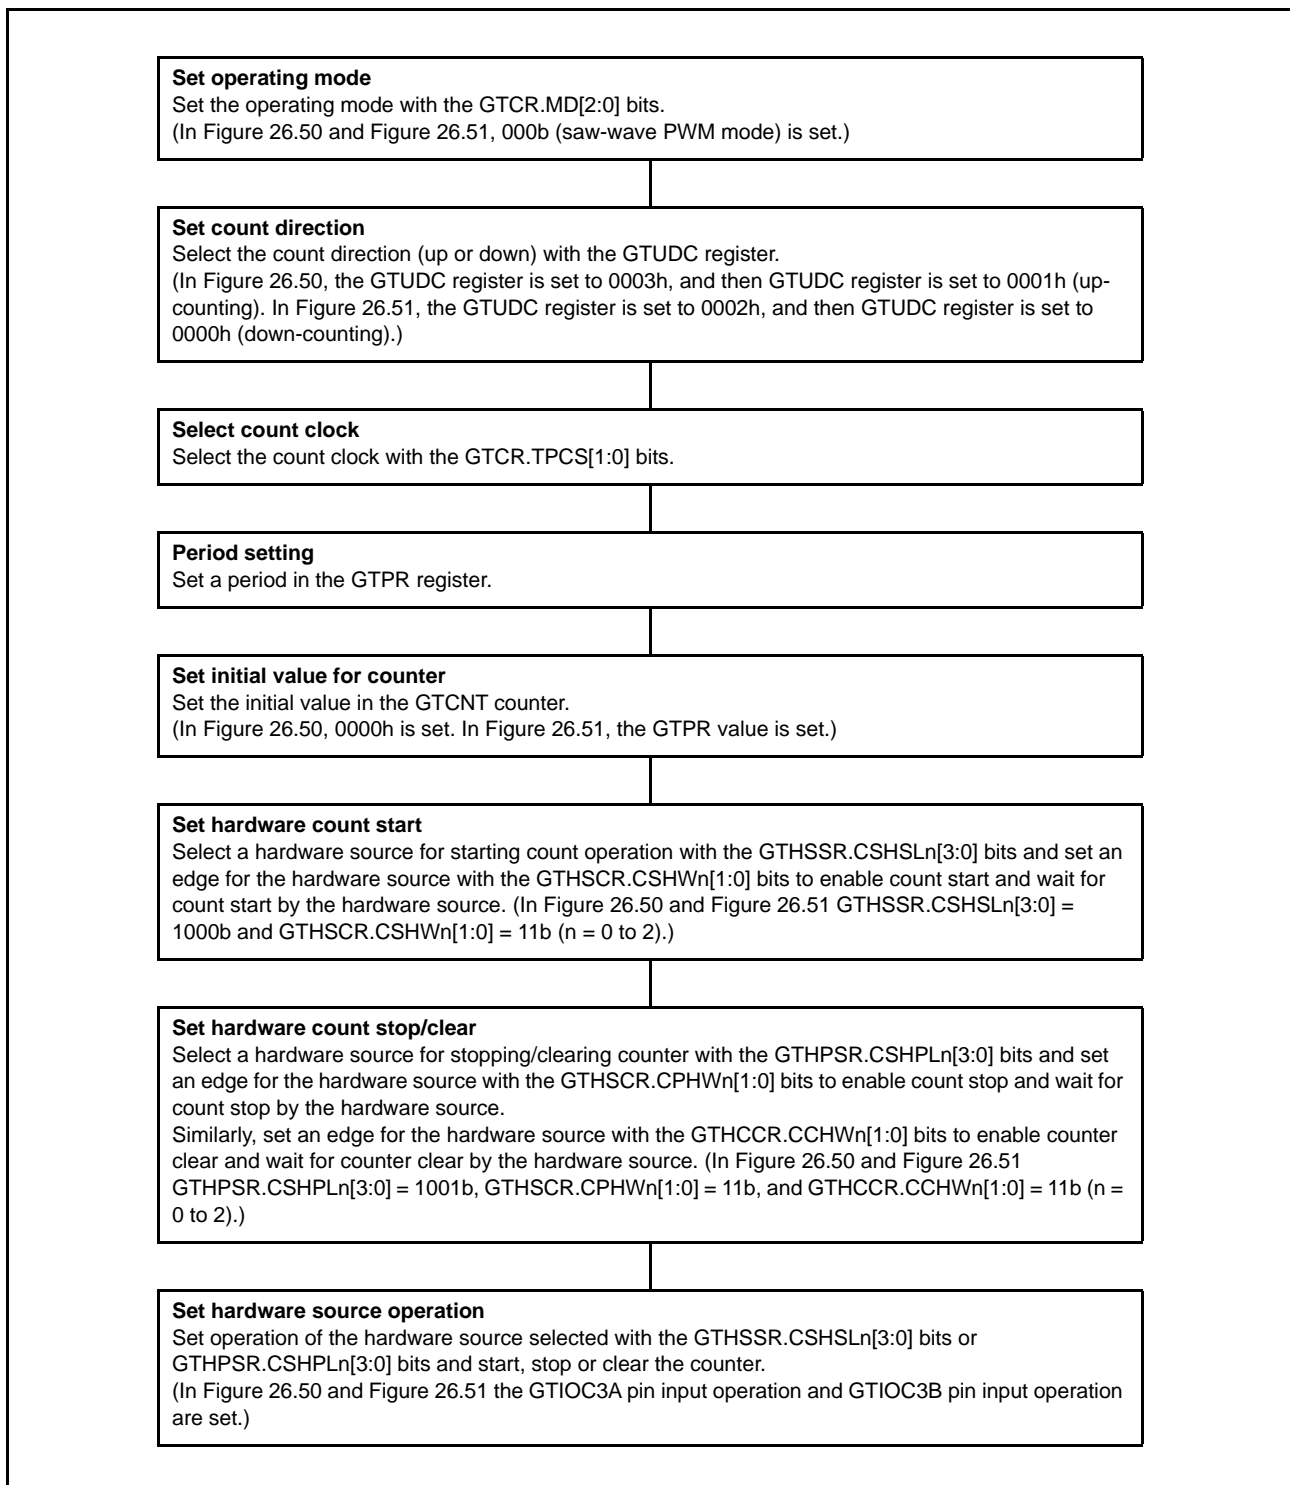 Set operating mode
Set the operating mode with the GTCR.MD[2:0] bits.
(In Figure 26.50 and Figure 26.51, 000b (saw-wave PWM mode) is set.)
Set count direction
Select the count direction (up or down) with the GTUDC register.
(In Figure 26.50, the GTUDC register is set to 0003h, and then GTUDC register is set to 0001h (up-
counting). In Figure 26.51, the GTUDC register is set to 0002h, and then GTUDC register is set to
0000h (down-counting).)
Select count clock
Select the count clock with the GTCR.TPCS[1:0] bits.
Period setting
Set a period in the GTPR register.
Set initial value for counter
Set the initial value in the GTCNT counter.
(In Figure 26.50, 0000h is set. In Figure 26.51, the GTPR value is set.)
Set hardware count start
Select a hardware source for starting count operation with the GTHSSR.CSHSLn[3:0] bits and set an
edge for the hardware source with the GTHSCR.CSHWn[1:0] bits to enable count start and wait for
count start by the hardware source. (In Figure 26.50 and Figure 26.51 GTHSSR.CSHSLn[3:0] =
1000b and GTHSCR.CSHWn[1:0] = 11b (n = 0 to 2).)
Set hardware count stop/clear
Select a hardware source for stopping/clearing counter with the GTHPSR.CSHPLn[3:0] bits and set
an edge for the hardware source with the GTHSCR.CPHWn[1:0] bits to enable count stop and wait for
count stop by the hardware source.
Similarly, set an edge for the hardware source with the GTHCCR.CCHWn[1:0] bits to enable counter
clear and wait for counter clear by the hardware source. (In Figure 26.50 and Figure 26.51
GTHPSR.CSHPLn[3:0] = 1001b, GTHSCR.CPHWn[1:0] = 11b, and GTHCCR.CCHWn[1:0] = 11b (n =
0 to 2).)
Set hardware source operation
Set operation of the hardware source selected with the GTHSSR.CSHSLn[3:0] bits or
GTHPSR.CSHPLn[3:0] bits and start, stop or clear the counter.
(In Figure 26.50 and Figure 26.51 the GTIOC3A pin input operation and GTIOC3B pin input operation
are set.)